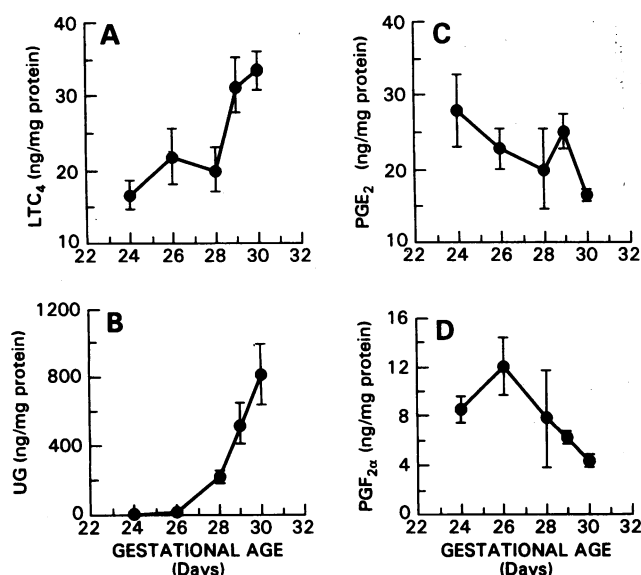 A
LTC4 (ng/mg protein)
40
30
20
10
22 24 26 28 30 32
C
PGE2 (ng/mg protein)
40
30
20
10
22 24 26 28 30 32
B
UG (ng/mg protein)
1200
800
400
0
22 24 26 28 30 32
GESTATIONAL AGE
(Days)
D
PGF2α (ng/mg protein)
16
12
8
4
0
22 24 26 28 30 32
GESTATIONAL AGE
(Days)